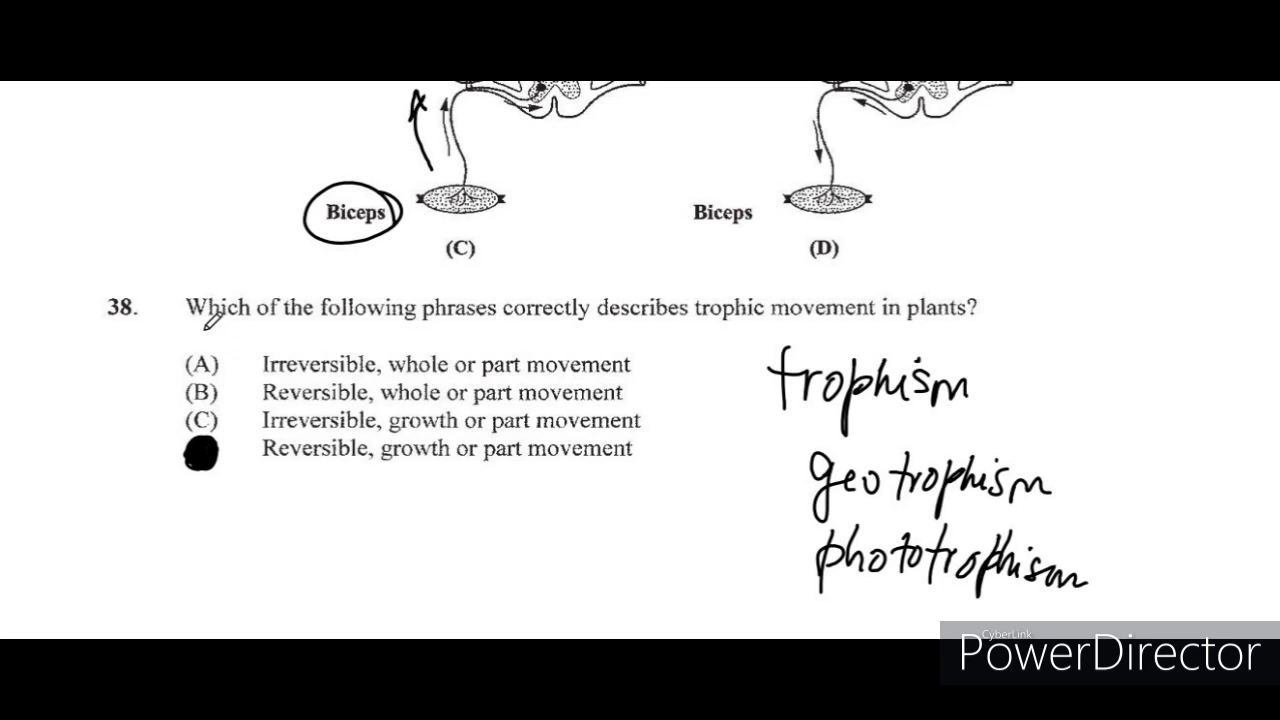 Biceps
Biceps
(C)
(D)
38. Which of the following phrases correctly describes trophic movement in plants?
(A) Irreversible, whole or part movement
(B) Reversible, whole or part movement
(C) Irreversible, growth or part movement
Reversible, growth or part movement
trophism
geotrophism
phototrophism
CyberLink
PowerDirector